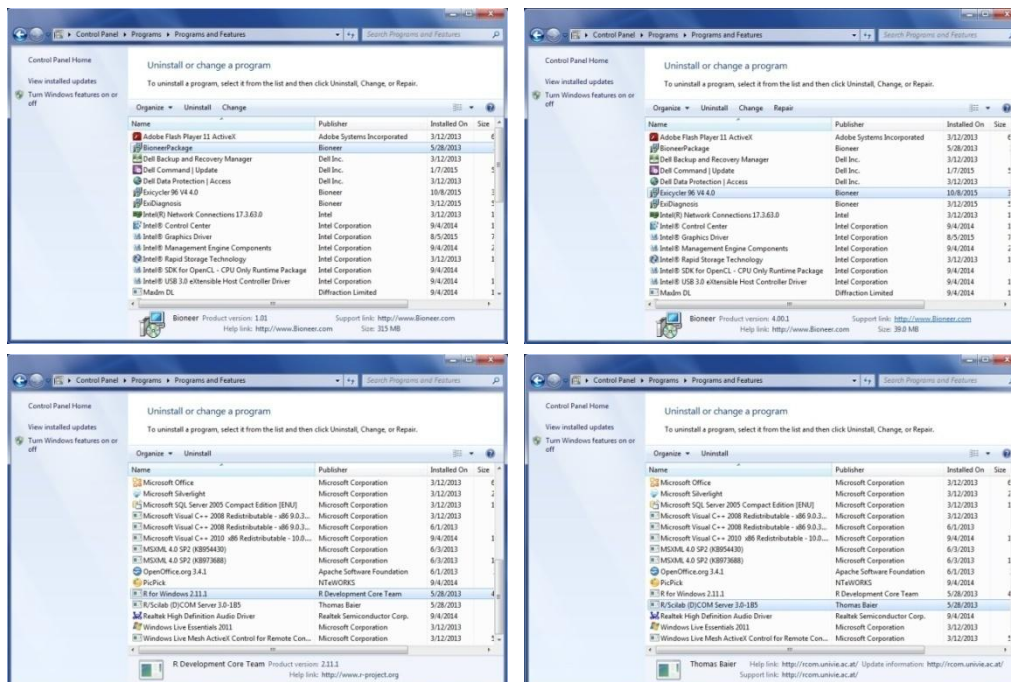 Control Panel ▸ Programs ▸ Programs and Features
Search Programs and Features
Control Panel Home
View installed updates
Turn Windows features on or off
Uninstall or change a program
To uninstall a program, select it from the list and then click Uninstall, Change, or Repair.
Organize Uninstall Change
Name Publisher Installed On Size
Adobe Flash Player 11 ActiveX Adobe Systems Incorporated 3/12/2013
BioneerPackage Bioneer 5/28/2013
Dell Backup and Recovery Manager Dell Inc. 3/12/2013
Dell Command | Update Dell Inc. 1/7/2015
Dell Data Protection | Access Dell Inc. 3/12/2013
Exicycler 96 V4 4.0 Bioneer 10/8/2015
ExiDiagnosis Bioneer 3/12/2015
Intel(R) Network Connections 17.3.63.0 Intel 3/12/2013
Intel® Control Center Intel Corporation 9/4/2014
Intel® Graphics Driver Intel Corporation 8/5/2015
Intel® Management Engine Components Intel Corporation 9/4/2014
Intel® Rapid Storage Technology Intel Corporation 3/12/2013
Intel® SDK for OpenCL - CPU Only Runtime Package Intel Corporation 9/4/2014
Intel® USB 3.0 eXtensible Host Controller Driver Intel Corporation 9/4/2014
MaxIm DL Diffraction Limited 9/4/2014
Bioneer Product version: 1.01 Support link: http://www.Bioneer.com
Help link: http://www.Bioneer.com Size: 315 MB
Control Panel ▸ Programs ▸ Programs and Features
Search Programs and Features
Control Panel Home
View installed updates
Turn Windows features on or off
Uninstall or change a program
To uninstall a program, select it from the list and then click Uninstall, Change, or Repair.
Organize Uninstall Change Repair
Name Publisher Installed On Size
Adobe Flash Player 11 ActiveX Adobe Systems Incorporated 3/12/2013
BioneerPackage Bioneer 5/28/2013
Dell Backup and Recovery Manager Dell Inc. 3/12/2013
Dell Command | Update Dell Inc. 1/7/2015
Dell Data Protection | Access Dell Inc. 3/12/2013
Exicycler 96 V4 4.0 Bioneer 10/8/2015
ExiDiagnosis Bioneer 3/12/2015
Intel(R) Network Connections 17.3.63.0 Intel 3/12/2013
Intel® Control Center Intel Corporation 9/4/2014
Intel® Graphics Driver Intel Corporation 8/5/2015
Intel® Management Engine Components Intel Corporation 9/4/2014
Intel® Rapid Storage Technology Intel Corporation 3/12/2013
Intel® SDK for OpenCL - CPU Only Runtime Package Intel Corporation 9/4/2014
Intel® USB 3.0 eXtensible Host Controller Driver Intel Corporation 9/4/2014
MaxIm DL Diffraction Limited 9/4/2014
Bioneer Product version: 4.00.1 Support link: http://www.Bioneer.com
Help link: http://www.Bioneer.com Size: 39.0 MB
Control Panel ▸ Programs ▸ Programs and Features
Search Programs and Features
Control Panel Home
View installed updates
Turn Windows features on or off
Uninstall or change a program
To uninstall a program, select it from the list and then click Uninstall, Change, or Repair.
Organize Uninstall
Name Publisher Installed On Size
Microsoft Office Microsoft Corporation 3/12/2013
Microsoft Silverlight Microsoft Corporation 3/12/2013
Microsoft SQL Server 2005 Compact Edition [ENU] Microsoft Corporation 3/12/2013
Microsoft Visual C++ 2008 Redistributable - x86 9.0.3... Microsoft Corporation 3/12/2013
Microsoft Visual C++ 2008 Redistributable - x86 9.0.3... Microsoft Corporation 6/1/2013
Microsoft Visual C++ 2010 x86 Redistributable - 10.0.... Microsoft Corporation 9/4/2014
MSXML 4.0 SP2 (KB954430) Microsoft Corporation 6/3/2013
MSXML 4.0 SP2 (KB973688) Microsoft Corporation 6/3/2013
OpenOffice.org 3.4.1 Apache Software Foundation 6/1/2013
PicPick NTeWORKS 9/4/2014
R for Windows 2.11.1 R Development Core Team 5/28/2013
R/Scilab (D)COM Server 3.0-1B5 Thomas Baier 5/28/2013
Realtek High Definition Audio Driver Realtek Semiconductor Corp. 9/4/2014
Windows Live Essentials 2011 Microsoft Corporation 3/12/2013
Windows Live Mesh ActiveX Control for Remote Con... Microsoft Corporation 3/12/2013
R Development Core Team Product version: 2.11.1
Help link: http://www.r-project.org
Control Panel ▸ Programs ▸ Programs and Features
Search Programs and Features
Control Panel Home
View installed updates
Turn Windows features on or off
Uninstall or change a program
To uninstall a program, select it from the list and then click Uninstall, Change, or Repair.
Organize Uninstall
Name Publisher Installed On Size
Microsoft Office Microsoft Corporation 3/12/2013
Microsoft Silverlight Microsoft Corporation 3/12/2013
Microsoft SQL Server 2005 Compact Edition [ENU] Microsoft Corporation 3/12/2013
Microsoft Visual C++ 2008 Redistributable - x86 9.0.3... Microsoft Corporation 3/12/2013
Microsoft Visual C++ 2008 Redistributable - x86 9.0.3... Microsoft Corporation 6/1/2013
Microsoft Visual C++ 2010 x86 Redistributable - 10.0.... Microsoft Corporation 9/4/2014
MSXML 4.0 SP2 (KB954430) Microsoft Corporation 6/3/2013
MSXML 4.0 SP2 (KB973688) Microsoft Corporation 6/3/2013
OpenOffice.org 3.4.1 Apache Software Foundation 6/1/2013
PicPick NTeWORKS 9/4/2014
R for Windows 2.11.1 R Development Core Team 5/28/2013
R/Scilab (D)COM Server 3.0-1B5 Thomas Baier 5/28/2013
Realtek High Definition Audio Driver Realtek Semiconductor Corp. 9/4/2014
Windows Live Essentials 2011 Microsoft Corporation 3/12/2013
Windows Live Mesh ActiveX Control for Remote Con... Microsoft Corporation 3/12/2013
Thomas Baier Help link: http://rcom.univie.ac.at/ Update information: http://rcom.univie.ac.at/
Support link: http://rcom.univie.ac.at/